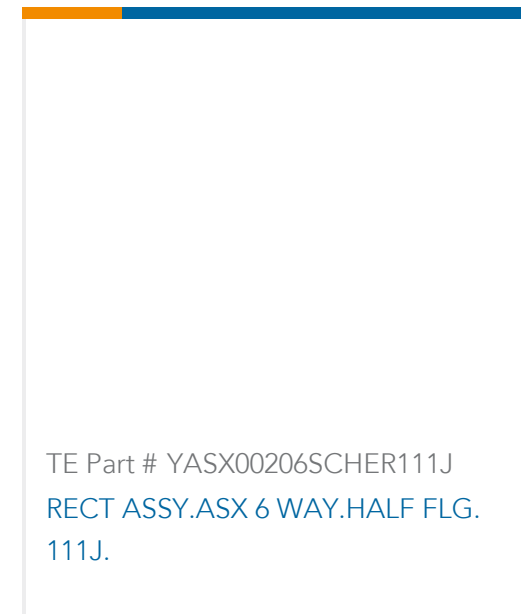 TE Part # YASX00206SCHER111J
RECT ASSY.ASX 6 WAY.HALF FLG.
111J.